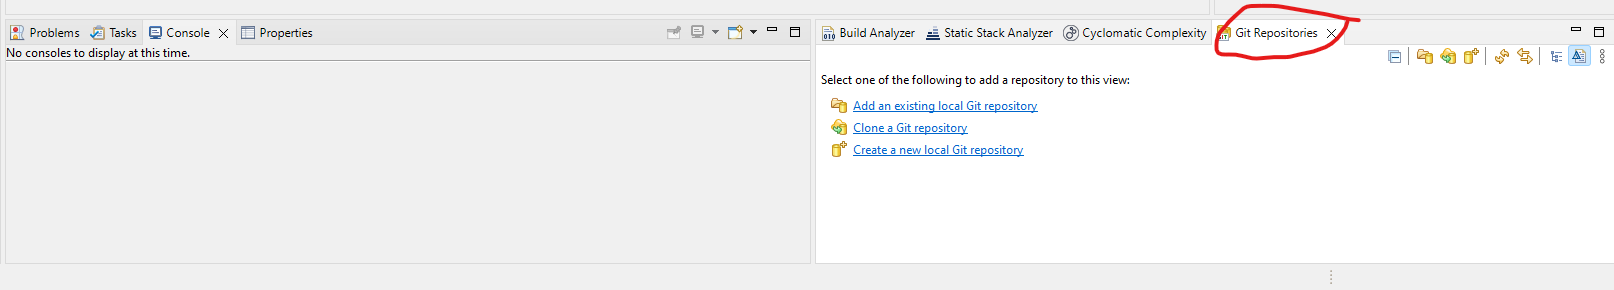 Problems Tasks Console Properties
No consoles to display at this time.
Build Analyzer Static Stack Analyzer Cyclomatic Complexity Git Repositories
Select one of the following to add a repository to this view:
Add an existing local Git repository
Clone a Git repository
Create a new local Git repository